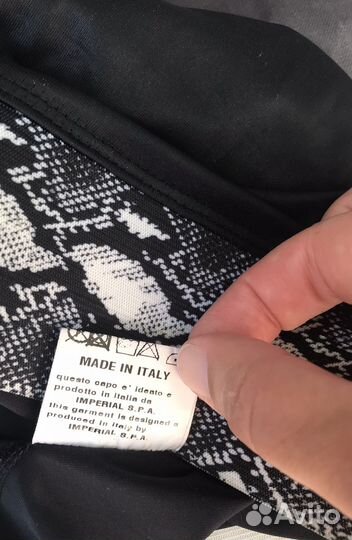 MADE IN ITALY
questo capo e' ideato e
prodotto in Italia da
IMPERIAL S.P.A.
this garment is designed a
produced in Italy by
IMPERIAL S.P.A.
Avito